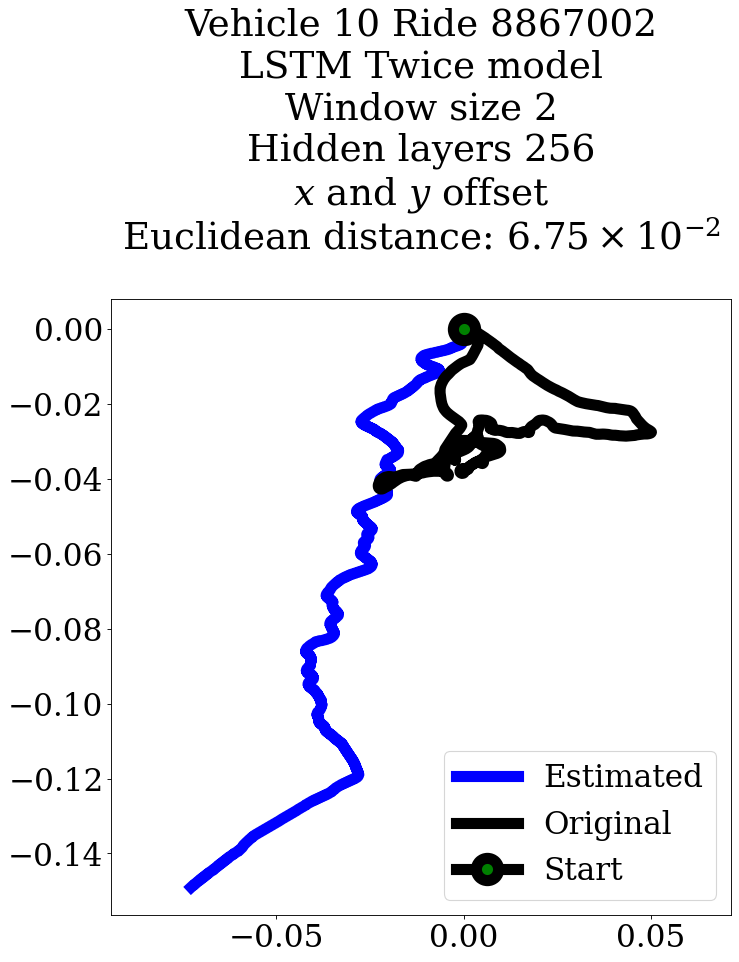 Vehicle 10 Ride 8867002
LSTM Twice model
Window size 2
Hidden layers 256
x and y offset
Euclidean distance: 6.75 × 10⁻²
0.00
−0.02
−0.04
−0.06
−0.08
−0.10
−0.12
−0.14
Estimated
Original
Start
−0.05 0.00 0.05